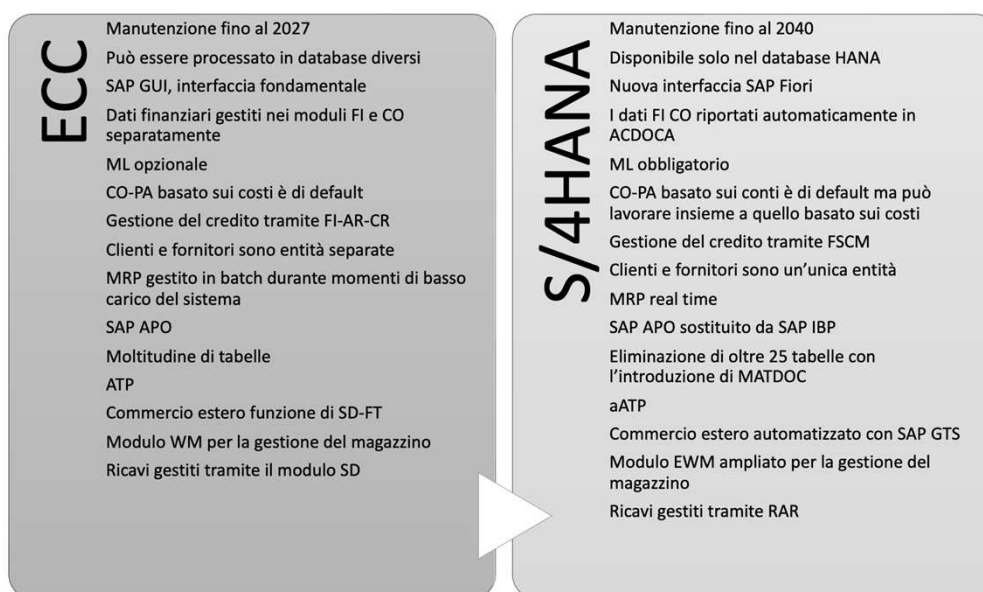 ECC
Manutenzione fino al 2027
Può essere processato in database diversi
SAP GUI, interfaccia fondamentale
Dati finanziari gestiti nei moduli FI e CO
separatamente
ML opzionale
CO-PA basato sui costi è di default
Gestione del credito tramite FI-AR-CR
Clienti e fornitori sono entità separate
MRP gestito in batch durante momenti di basso
carico del sistema
SAP APO
Moltitudine di tabelle
ATP
Commercio estero funzione di SD-FT
Modulo WM per la gestione del magazzino
Ricavi gestiti tramite il modulo SD
S/4HANA
Manutenzione fino al 2040
Disponibile solo nel database HANA
Nuova interfaccia SAP Fiori
I dati FI CO riportati automaticamente in
ACDOCA
ML obbligatorio
CO-PA basato sui conti è di default ma può
lavorare insieme a quello basato sui costi
Gestione del credito tramite FSCM
Clienti e fornitori sono un’unica entità
MRP real time
SAP APO sostituito da SAP IBP
Eliminazione di oltre 25 tabelle con
l’introduzione di MATDOC
aATP
Commercio estero automatizzato con SAP GTS
Modulo EWM ampliato per la gestione del
magazzino
Ricavi gestiti tramite RAR